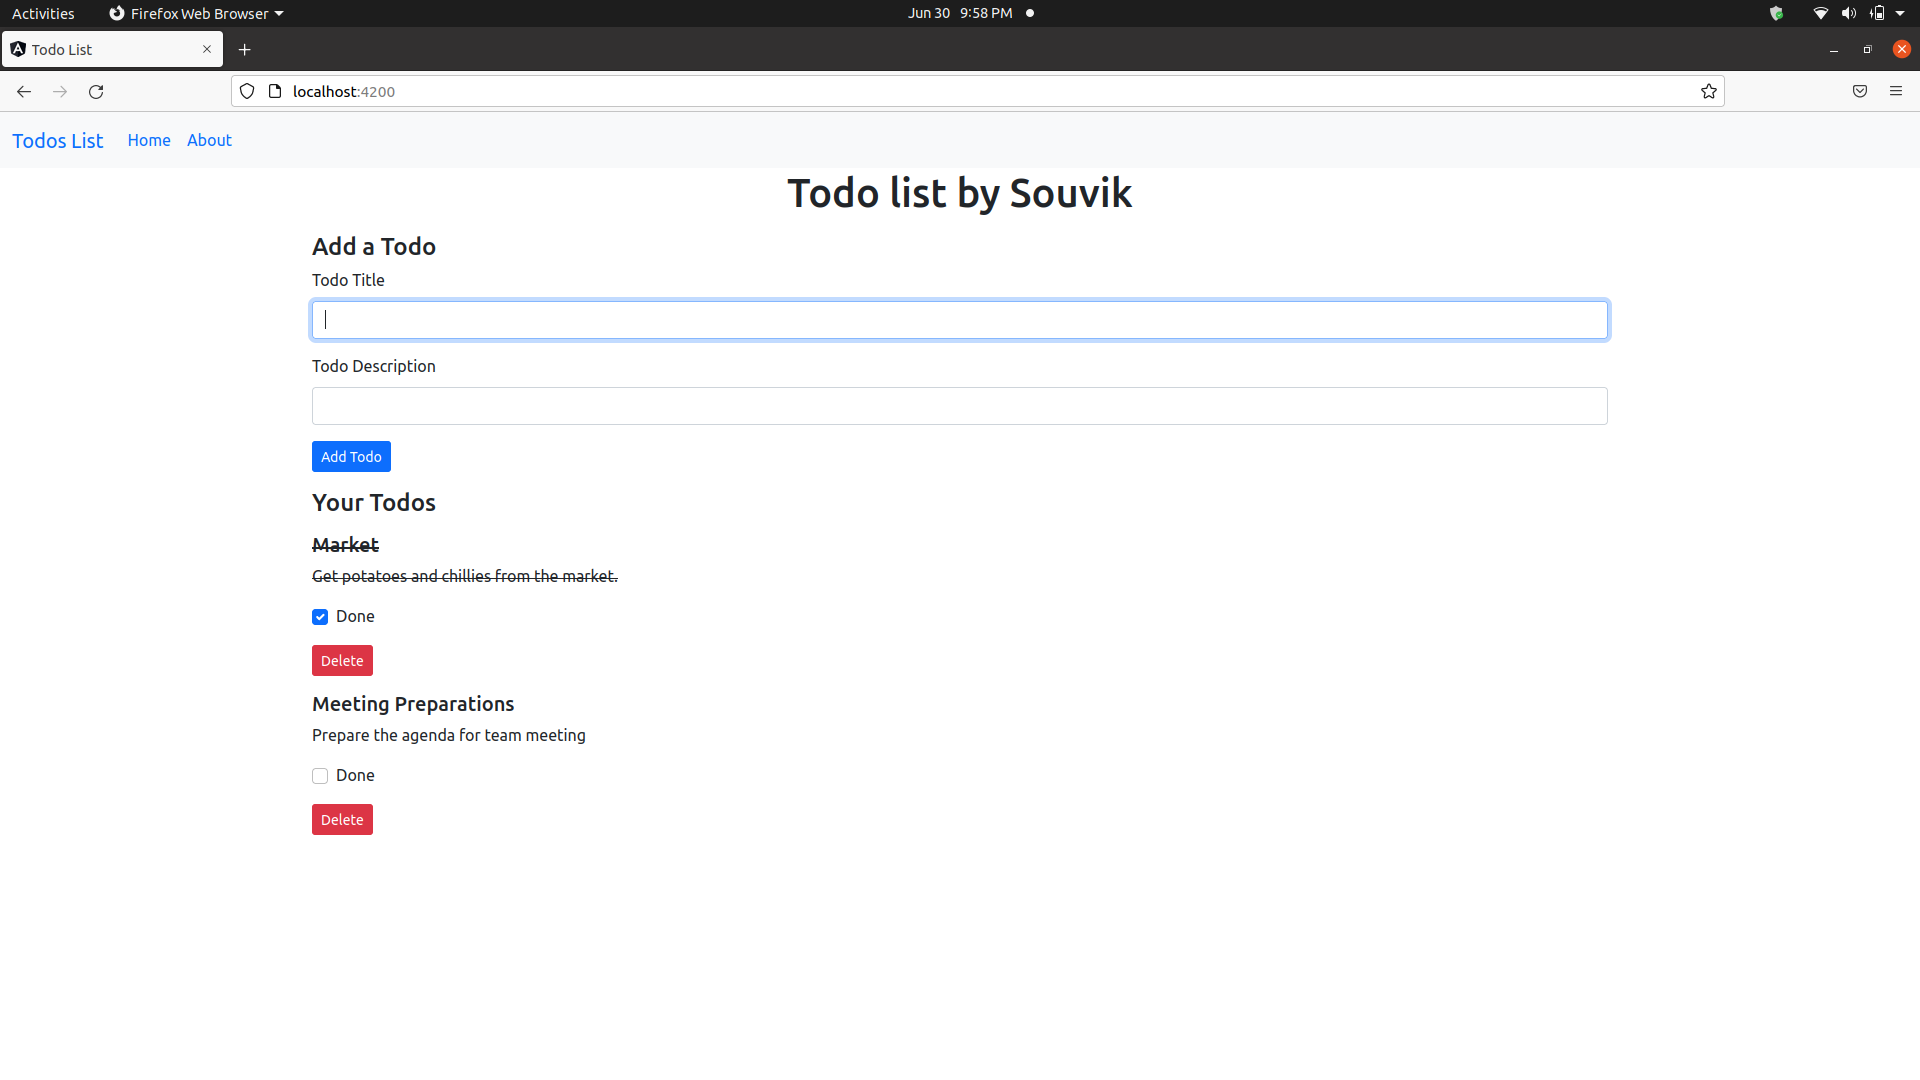 Activities Firefox Web Browser Jun 30 9:58 PM
Todo List
localhost:4200
Todos List Home About
Todo list by Souvik
Add a Todo
Todo Title
Todo Description
Add Todo
Your Todos
Market
Get potatoes and chillies from the market.
Done
Delete
Meeting Preparations
Prepare the agenda for team meeting
Done
Delete